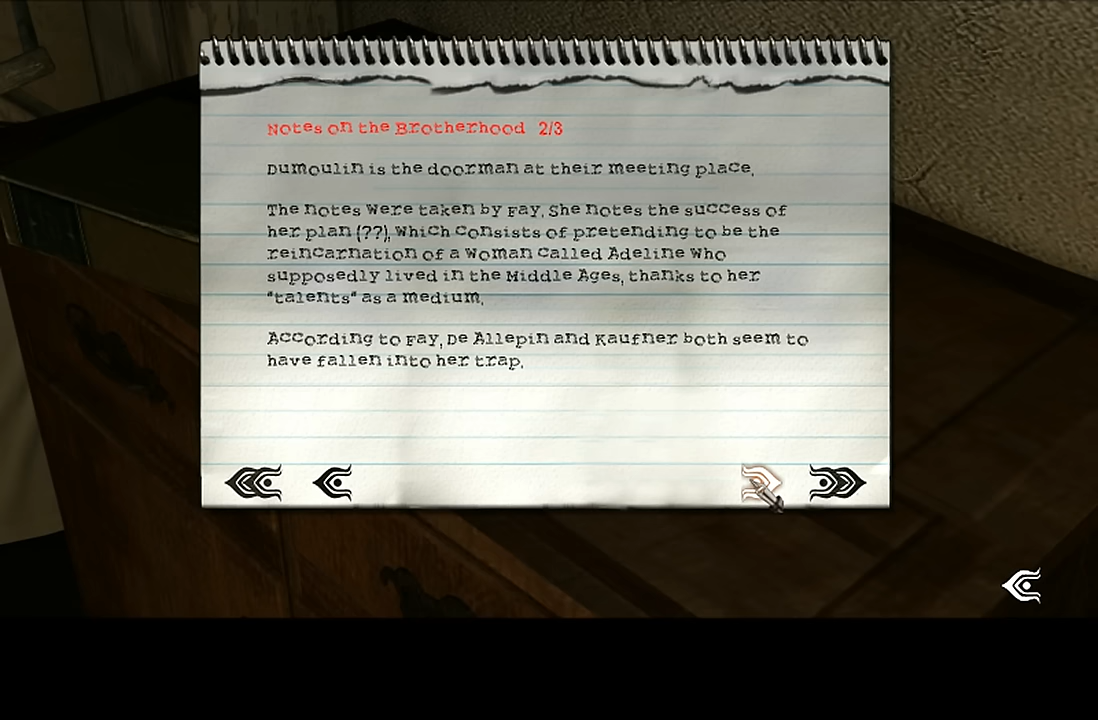 Notes on the Brotherhood 2/3
Dumoulin is the doorman at their meeting place.
The notes were taken by Fay. She notes the success of
her plan (??), which consists of pretending to be the
reincarnation of a woman called Adeline who
supposedly lived in the Middle Ages, thanks to her
"talents" as a medium.
According to Fay, De Allepin and Kaufner both seem to
have fallen into her trap.